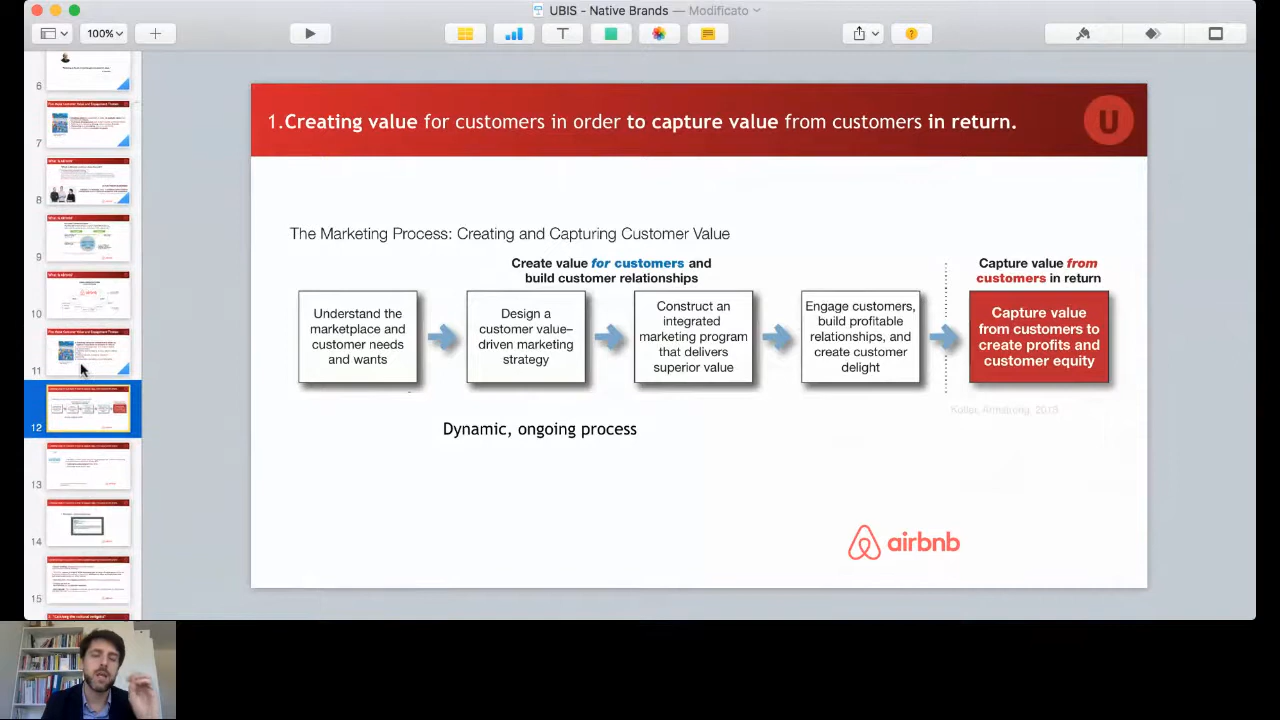 UBIS - Native Brands — Modificato
100%
6
7
8
9
10
11
12
13
14
15
1.Creating value for customers in order to capture value from customers in return.
U
The Marketing Process: Creating and Capturing Customer Value
Create value for customers and
build customer relationships
Capture value from
customers in return
Understand the
marketplace and
customer needs
and wants
Design a
customer value–
driven marketing
strategy
Construct an
integrated
marketing program
that delivers
superior value
Engage customers,
build profitable
relationships, and
create customer
delight
Capture value
from customers to
create profits and
customer equity
Kotler, Armstrong, 2018
Dynamic, ongoing process
airbnb